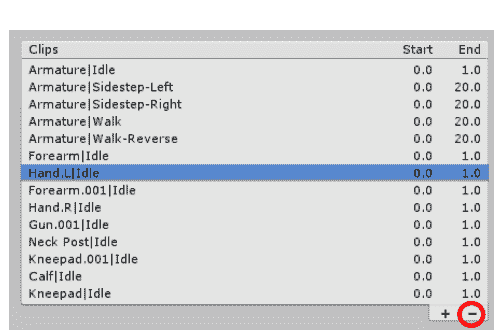 Clips Start End
Armature|Idle 0.0 1.0
Armature|Sidestep-Left 0.0 20.0
Armature|Sidestep-Right 0.0 20.0
Armature|Walk 0.0 20.0
Armature|Walk-Reverse 0.0 20.0
Forearm|Idle 0.0 1.0
Hand.L|Idle 0.0 1.0
Forearm.001|Idle 0.0 1.0
Hand.R|Idle 0.0 1.0
Gun.001|Idle 0.0 1.0
Neck Post|Idle 0.0 1.0
Kneepad.001|Idle 0.0 1.0
Calf|Idle 0.0 1.0
Kneepad|Idle 0.0 1.0
+ −